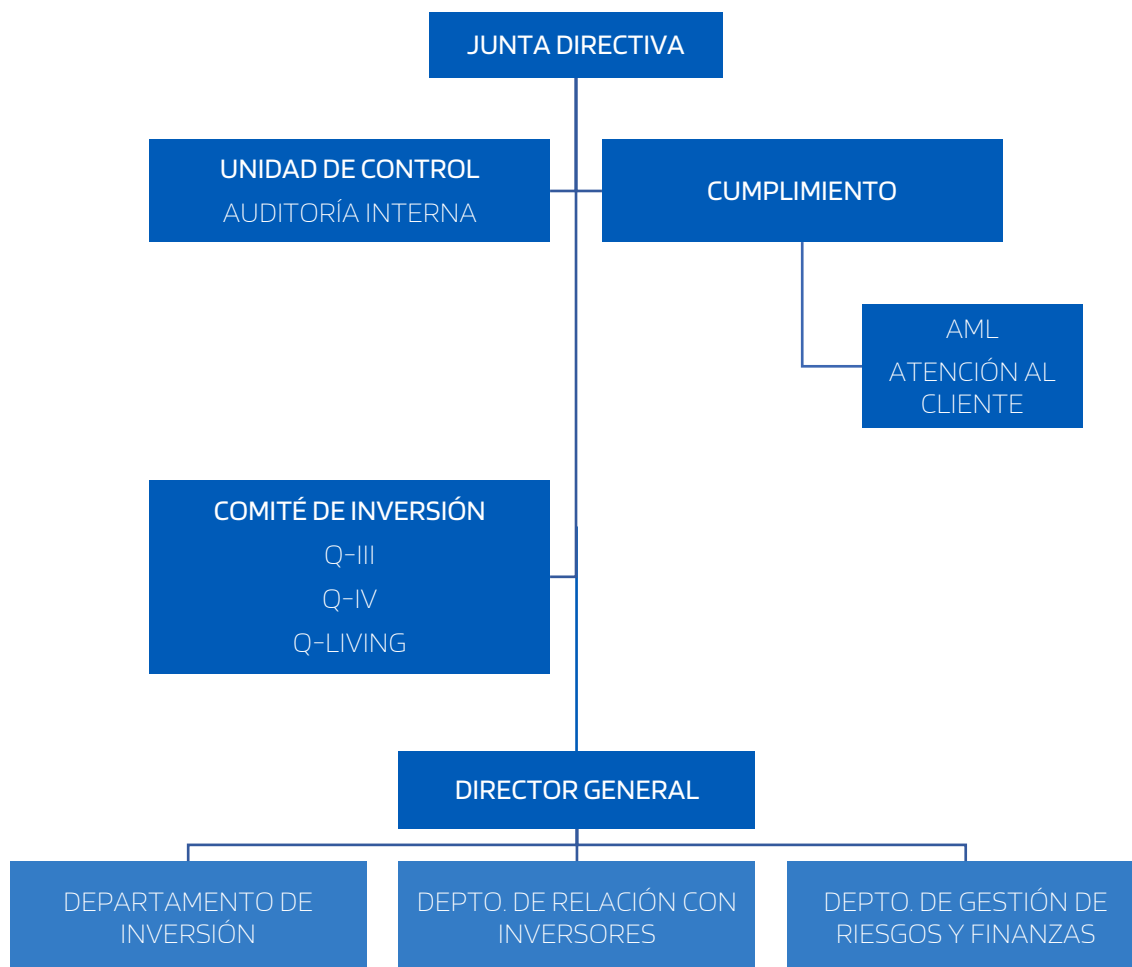 JUNTA DIRECTIVA
UNIDAD DE CONTROL
AUDITORÍA INTERNA
CUMPLIMIENTO
AML
ATENCIÓN AL
CLIENTE
COMITÉ DE INVERSIÓN
Q-III
Q-IV
Q-LIVING
DIRECTOR GENERAL
DEPARTAMENTO DE
INVERSIÓN
DEPTO. DE RELACIÓN CON
INVERSORES
DEPTO. DE GESTIÓN DE
RIESGOS Y FINANZAS